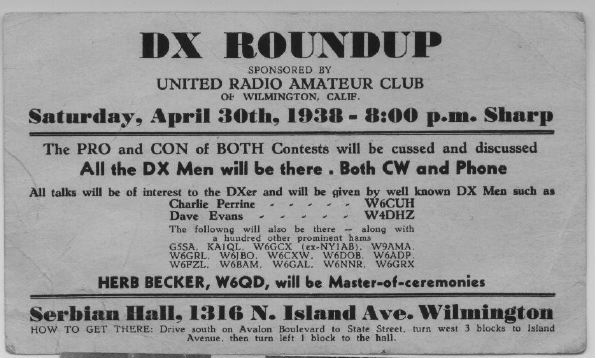 DX ROUNDUP
SPONSORED BY
UNITED RADIO AMATEUR CLUB
OF WILMINGTON, CALIF.
Saturday, April 30th, 1938 - 8:00 p.m. Sharp
The PRO and CON of BOTH Contests will be cussed and discussed
All the DX Men will be there . Both CW and Phone
All talks will be of interest to the DXer and will be given by well known DX Men such as
Charlie Perrine - - - - - W6CUH
Dave Evans - - - - - W4DHZ
The followng will also be there — along with
a hundred other prominent hams
G5SA, KA1QL, W6GCX (ex-NY1AB), W9AMA,
W6GRL, W6JBO, W6CXW, W6DOB, W6ADP,
W6PZL, W6BAM, W6GAL, W6NNR, W6GRX
HERB BECKER, W6QD, will be Master-of-ceremonies
Serbian Hall, 1316 N. Island Ave. Wilmington
HOW TO GET THERE: Drive south on Avalon Boulevard to State Street, turn west 3 blocks to Island
Avenue, then turn left 1 block to the hall.